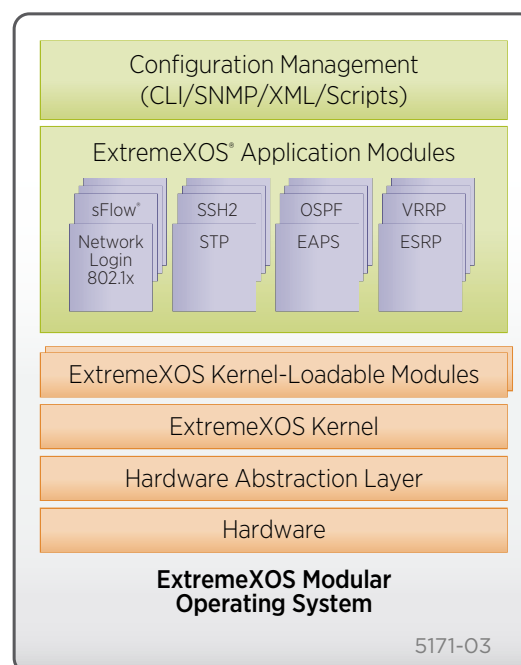 Configuration Management
(CLI/SNMP/XML/Scripts)
ExtremeXOS® Application Modules
sFlow®
SSH2
OSPF
VRRP
Network
Login
802.1x
STP
EAPS
ESRP
ExtremeXOS Kernel-Loadable Modules
ExtremeXOS Kernel
Hardware Abstraction Layer
Hardware
ExtremeXOS Modular
Operating System
5171-03